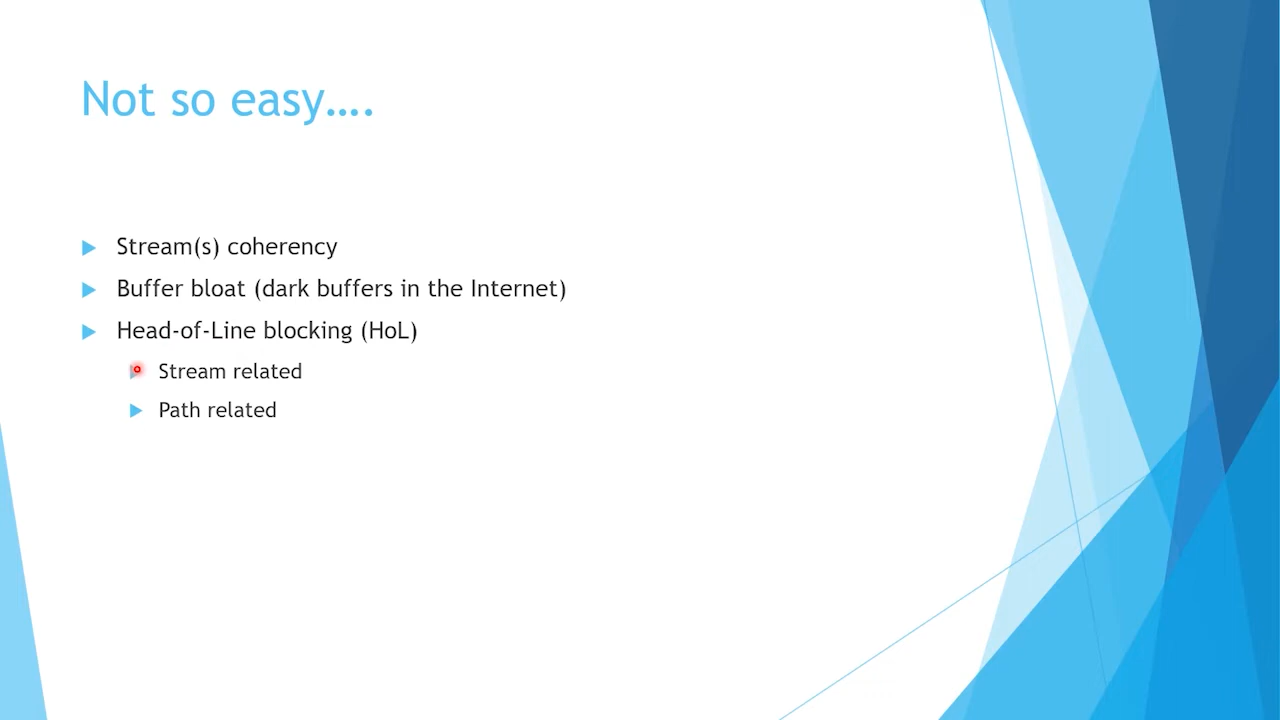 Not so easy....
Stream(s) coherency
Buffer bloat (dark buffers in the Internet)
Head-of-Line blocking (HoL)
Stream related
Path related